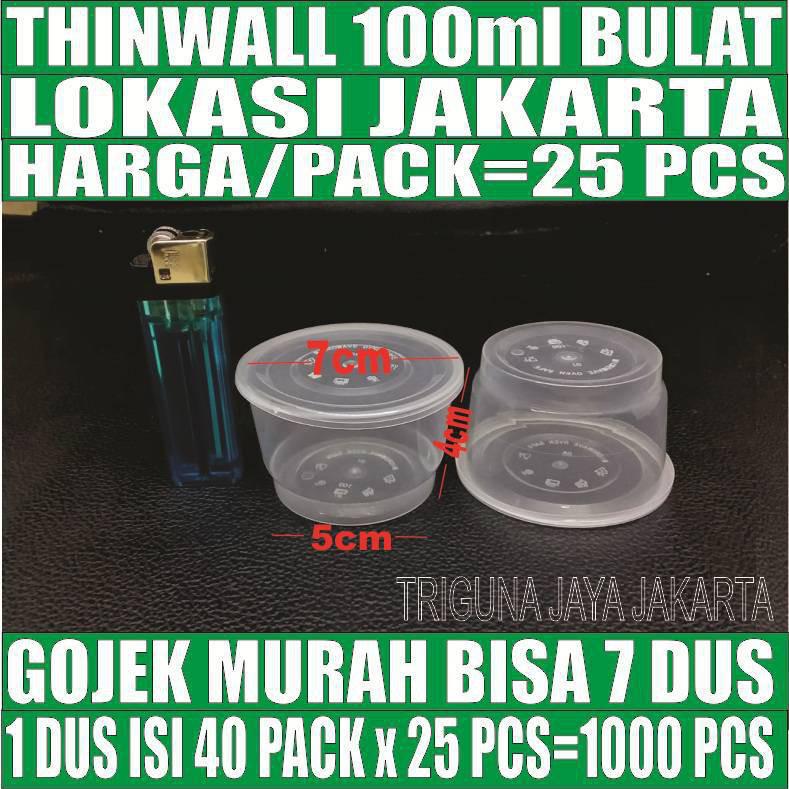 THINWALL 100ml BULAT
LOKASI JAKARTA
HARGA/PACK=25 PCS
7cm
4cm
5cm
TRIGUNA JAYA JAKARTA
GOJEK MURAH BISA 7 DUS
1 DUS ISI 40 PACK x 25 PCS=1000 PCS